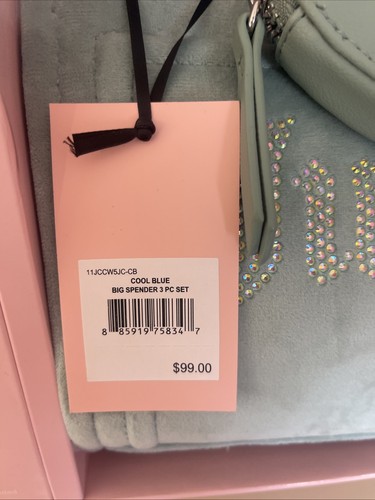 11JCCW5JC-CB
COOL BLUE
BIG SPENDER 3 PC SET
8 85919 75834 7
$99.00